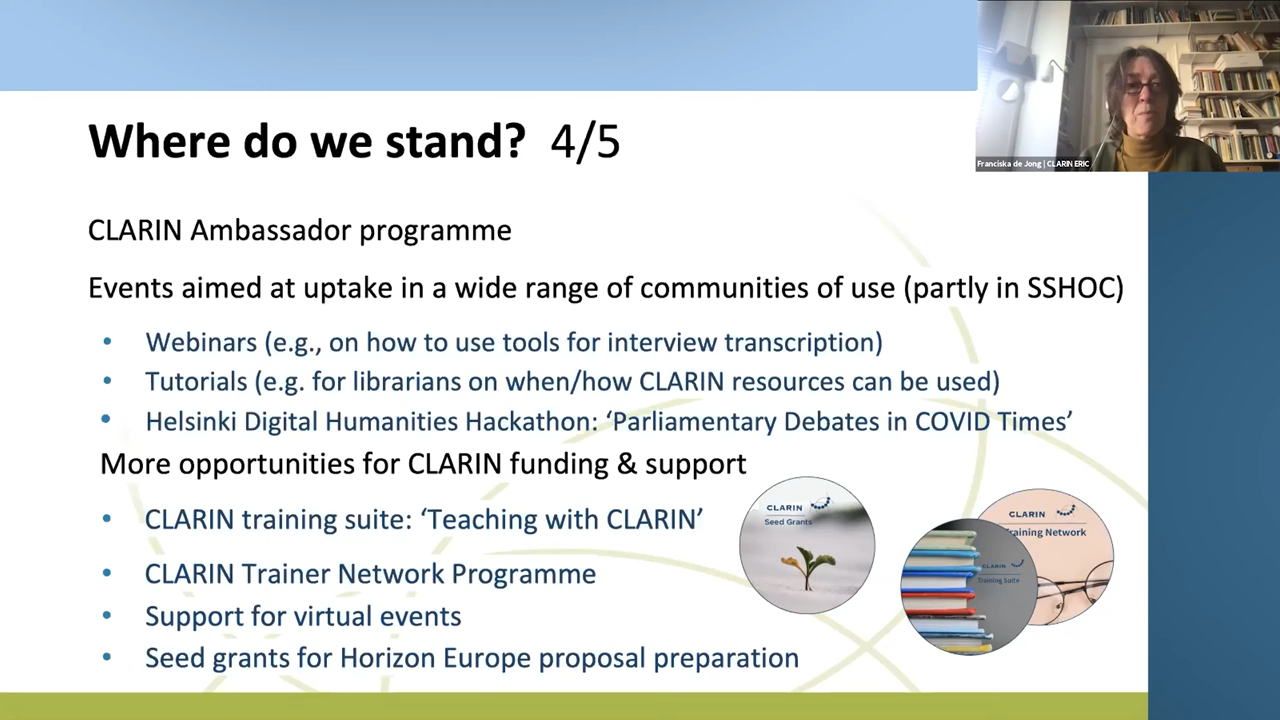 Where do we stand? 4/5
Franciska de Jong | CLARIN ERIC
CLARIN Ambassador programme
Events aimed at uptake in a wide range of communities of use (partly in SSHOC)
• Webinars (e.g., on how to use tools for interview transcription)
• Tutorials (e.g. for librarians on when/how CLARIN resources can be used)
• Helsinki Digital Humanities Hackathon: ‘Parliamentary Debates in COVID Times’
More opportunities for CLARIN funding & support
• CLARIN training suite: ‘Teaching with CLARIN’
• CLARIN Trainer Network Programme
• Support for virtual events
• Seed grants for Horizon Europe proposal preparation
CLARIN
Seed Grants
CLARIN
Training Network
CLARIN
Training Suite